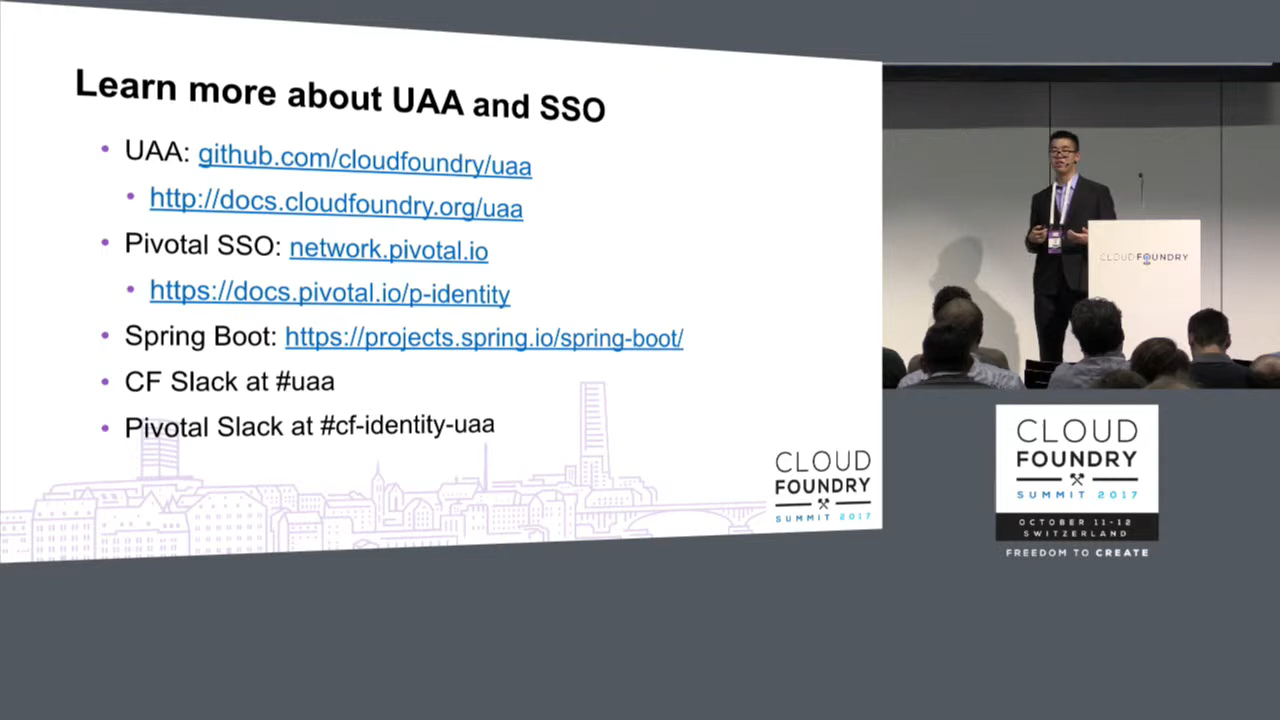 Learn more about UAA and SSO
• UAA: github.com/cloudfoundry/uaa
• http://docs.cloudfoundry.org/uaa
• Pivotal SSO: network.pivotal.io
• https://docs.pivotal.io/p-identity
• Spring Boot: https://projects.spring.io/spring-boot/
• CF Slack at #uaa
• Pivotal Slack at #cf-identity-uaa
CLOUD
FOUNDRY
SUMMIT 2017
CLOUDFOUNDRY
CLOUD
FOUNDRY
SUMMIT 2017
OCTOBER 11-12
SWITZERLAND
FREEDOM TO CREATE